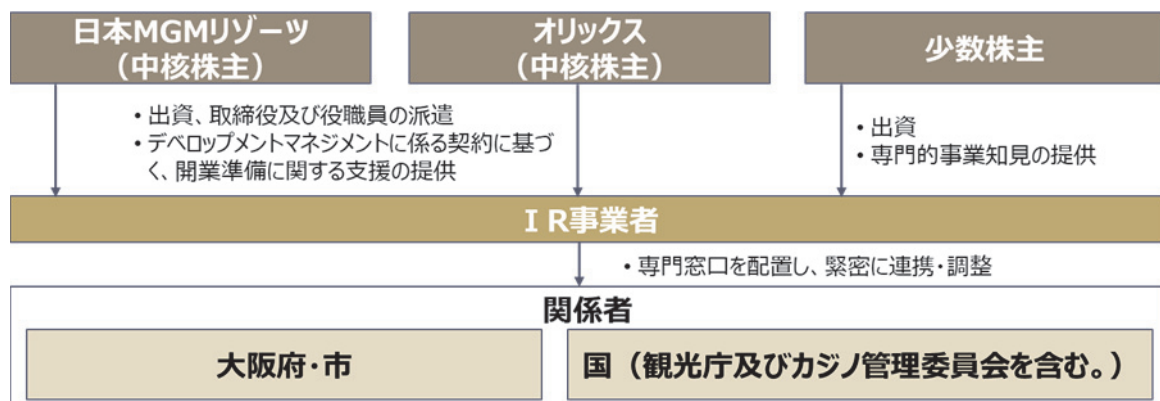 日本MGMリゾーツ
（中核株主）
オリックス
（中核株主）
少数株主
・出資、取締役及び役職員の派遣
・デベロップメントマネジメントに係る契約に基づ
く、開業準備に関する支援の提供
・出資
・専門的事業知見の提供
ＩＲ事業者
・専門窓口を配置し、緊密に連携・調整
関係者
大阪府・市
国（観光庁及びカジノ管理委員会を含む。）